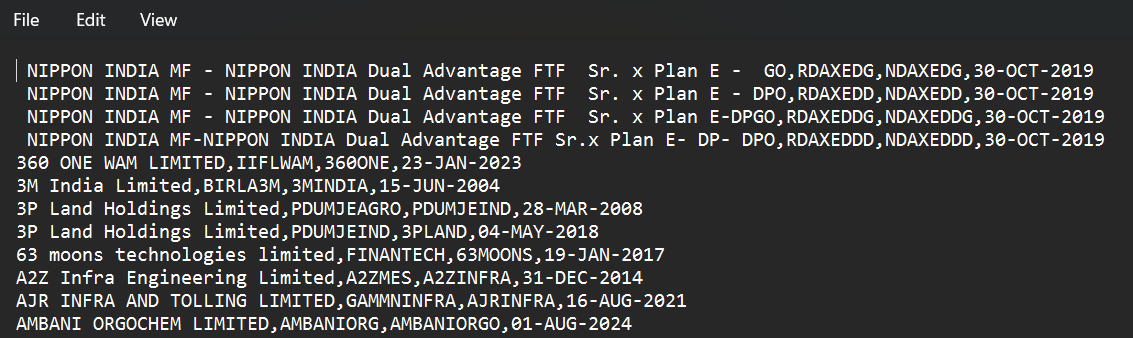 File Edit View
NIPPON INDIA MF - NIPPON INDIA Dual Advantage FTF  Sr. x Plan E -  GO,RDAXEDG,NDAXEDG,30-OCT-2019
NIPPON INDIA MF - NIPPON INDIA Dual Advantage FTF  Sr. x Plan E - DPO,RDAXEDD,NDAXEDD,30-OCT-2019
NIPPON INDIA MF - NIPPON INDIA Dual Advantage FTF  Sr. x Plan E-DPGO,RDAXEDDG,NDAXEDDG,30-OCT-2019
NIPPON INDIA MF-NIPPON INDIA Dual Advantage FTF Sr.x Plan E- DP- DPO,RDAXEDDD,NDAXEDDD,30-OCT-2019
360 ONE WAM LIMITED,IIFLWAM,360ONE,23-JAN-2023
3M India Limited,BIRLA3M,3MINDIA,15-JUN-2004
3P Land Holdings Limited,PDUMJEAGRO,PDUMJEIND,28-MAR-2008
3P Land Holdings Limited,PDUMJEIND,3PLAND,04-MAY-2018
63 moons technologies limited,FINANTECH,63MOONS,19-JAN-2017
A2Z Infra Engineering Limited,A2ZMES,A2ZINFRA,31-DEC-2014
AJR INFRA AND TOLLING LIMITED,GAMMNINFRA,AJRINFRA,16-AUG-2021
AMBANI ORGOCHEM LIMITED,AMBANIORG,AMBANIORGO,01-AUG-2024